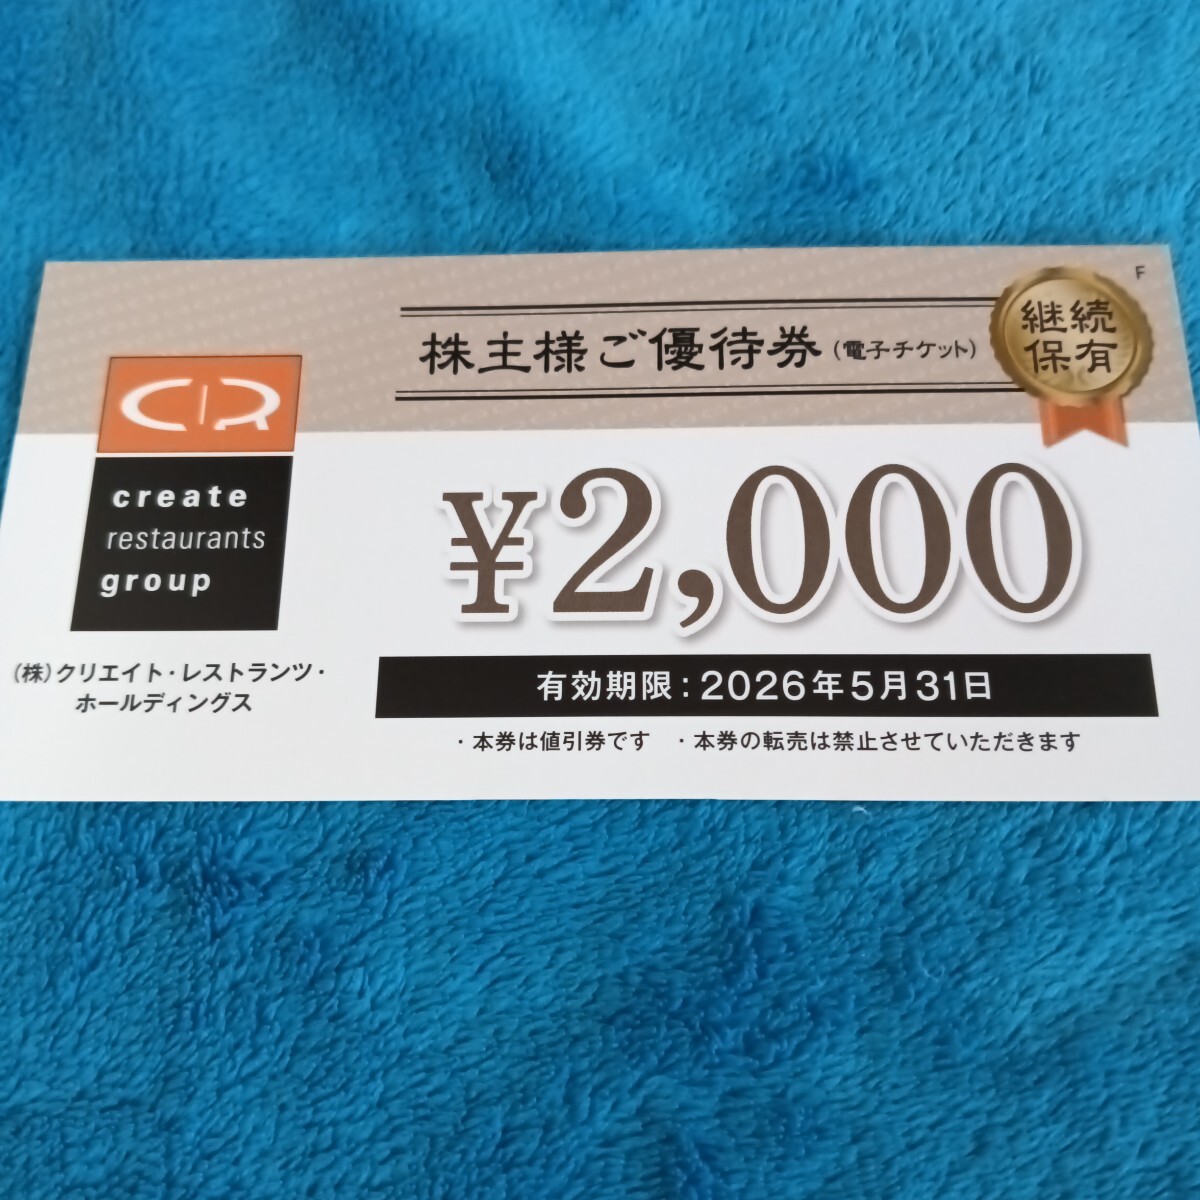 F
継続
保有
株主様ご優待券(電子チケット)
CR
create
restaurants
group
¥2,000
(株)クリエイト・レストランツ・
ホールディングス
有効期限:2026年5月31日
・本券は値引券です ・本券の転売は禁止させていただきます